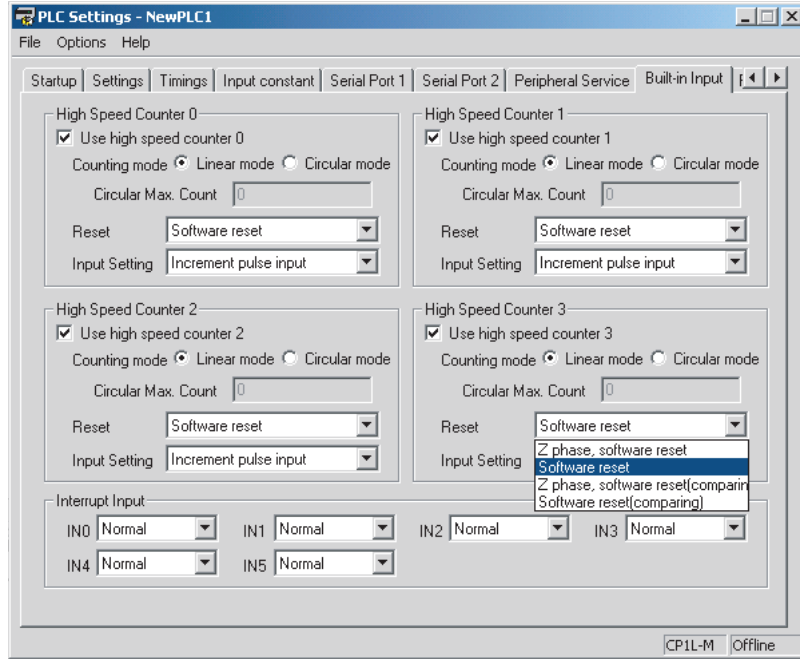 PLC Settings - NewPLC1
File Options Help
Startup Settings Timings Input constant Serial Port 1 Serial Port 2 Peripheral Service Built-in Input
High Speed Counter 0
Use high speed counter 0
Counting mode Linear mode Circular mode
Circular Max. Count 0
Reset Software reset
Input Setting Increment pulse input
High Speed Counter 1
Use high speed counter 1
Counting mode Linear mode Circular mode
Circular Max. Count 0
Reset Software reset
Input Setting Increment pulse input
High Speed Counter 2
Use high speed counter 2
Counting mode Linear mode Circular mode
Circular Max. Count 0
Reset Software reset
Input Setting Increment pulse input
High Speed Counter 3
Use high speed counter 3
Counting mode Linear mode Circular mode
Circular Max. Count 0
Reset Software reset
Z phase, software reset
Input Setting Software reset
Z phase, software reset(comparin
Software reset(comparing)
Interrupt Input
IN0 Normal IN1 Normal IN2 Normal IN3 Normal
IN4 Normal IN5 Normal
CP1L-M Offline